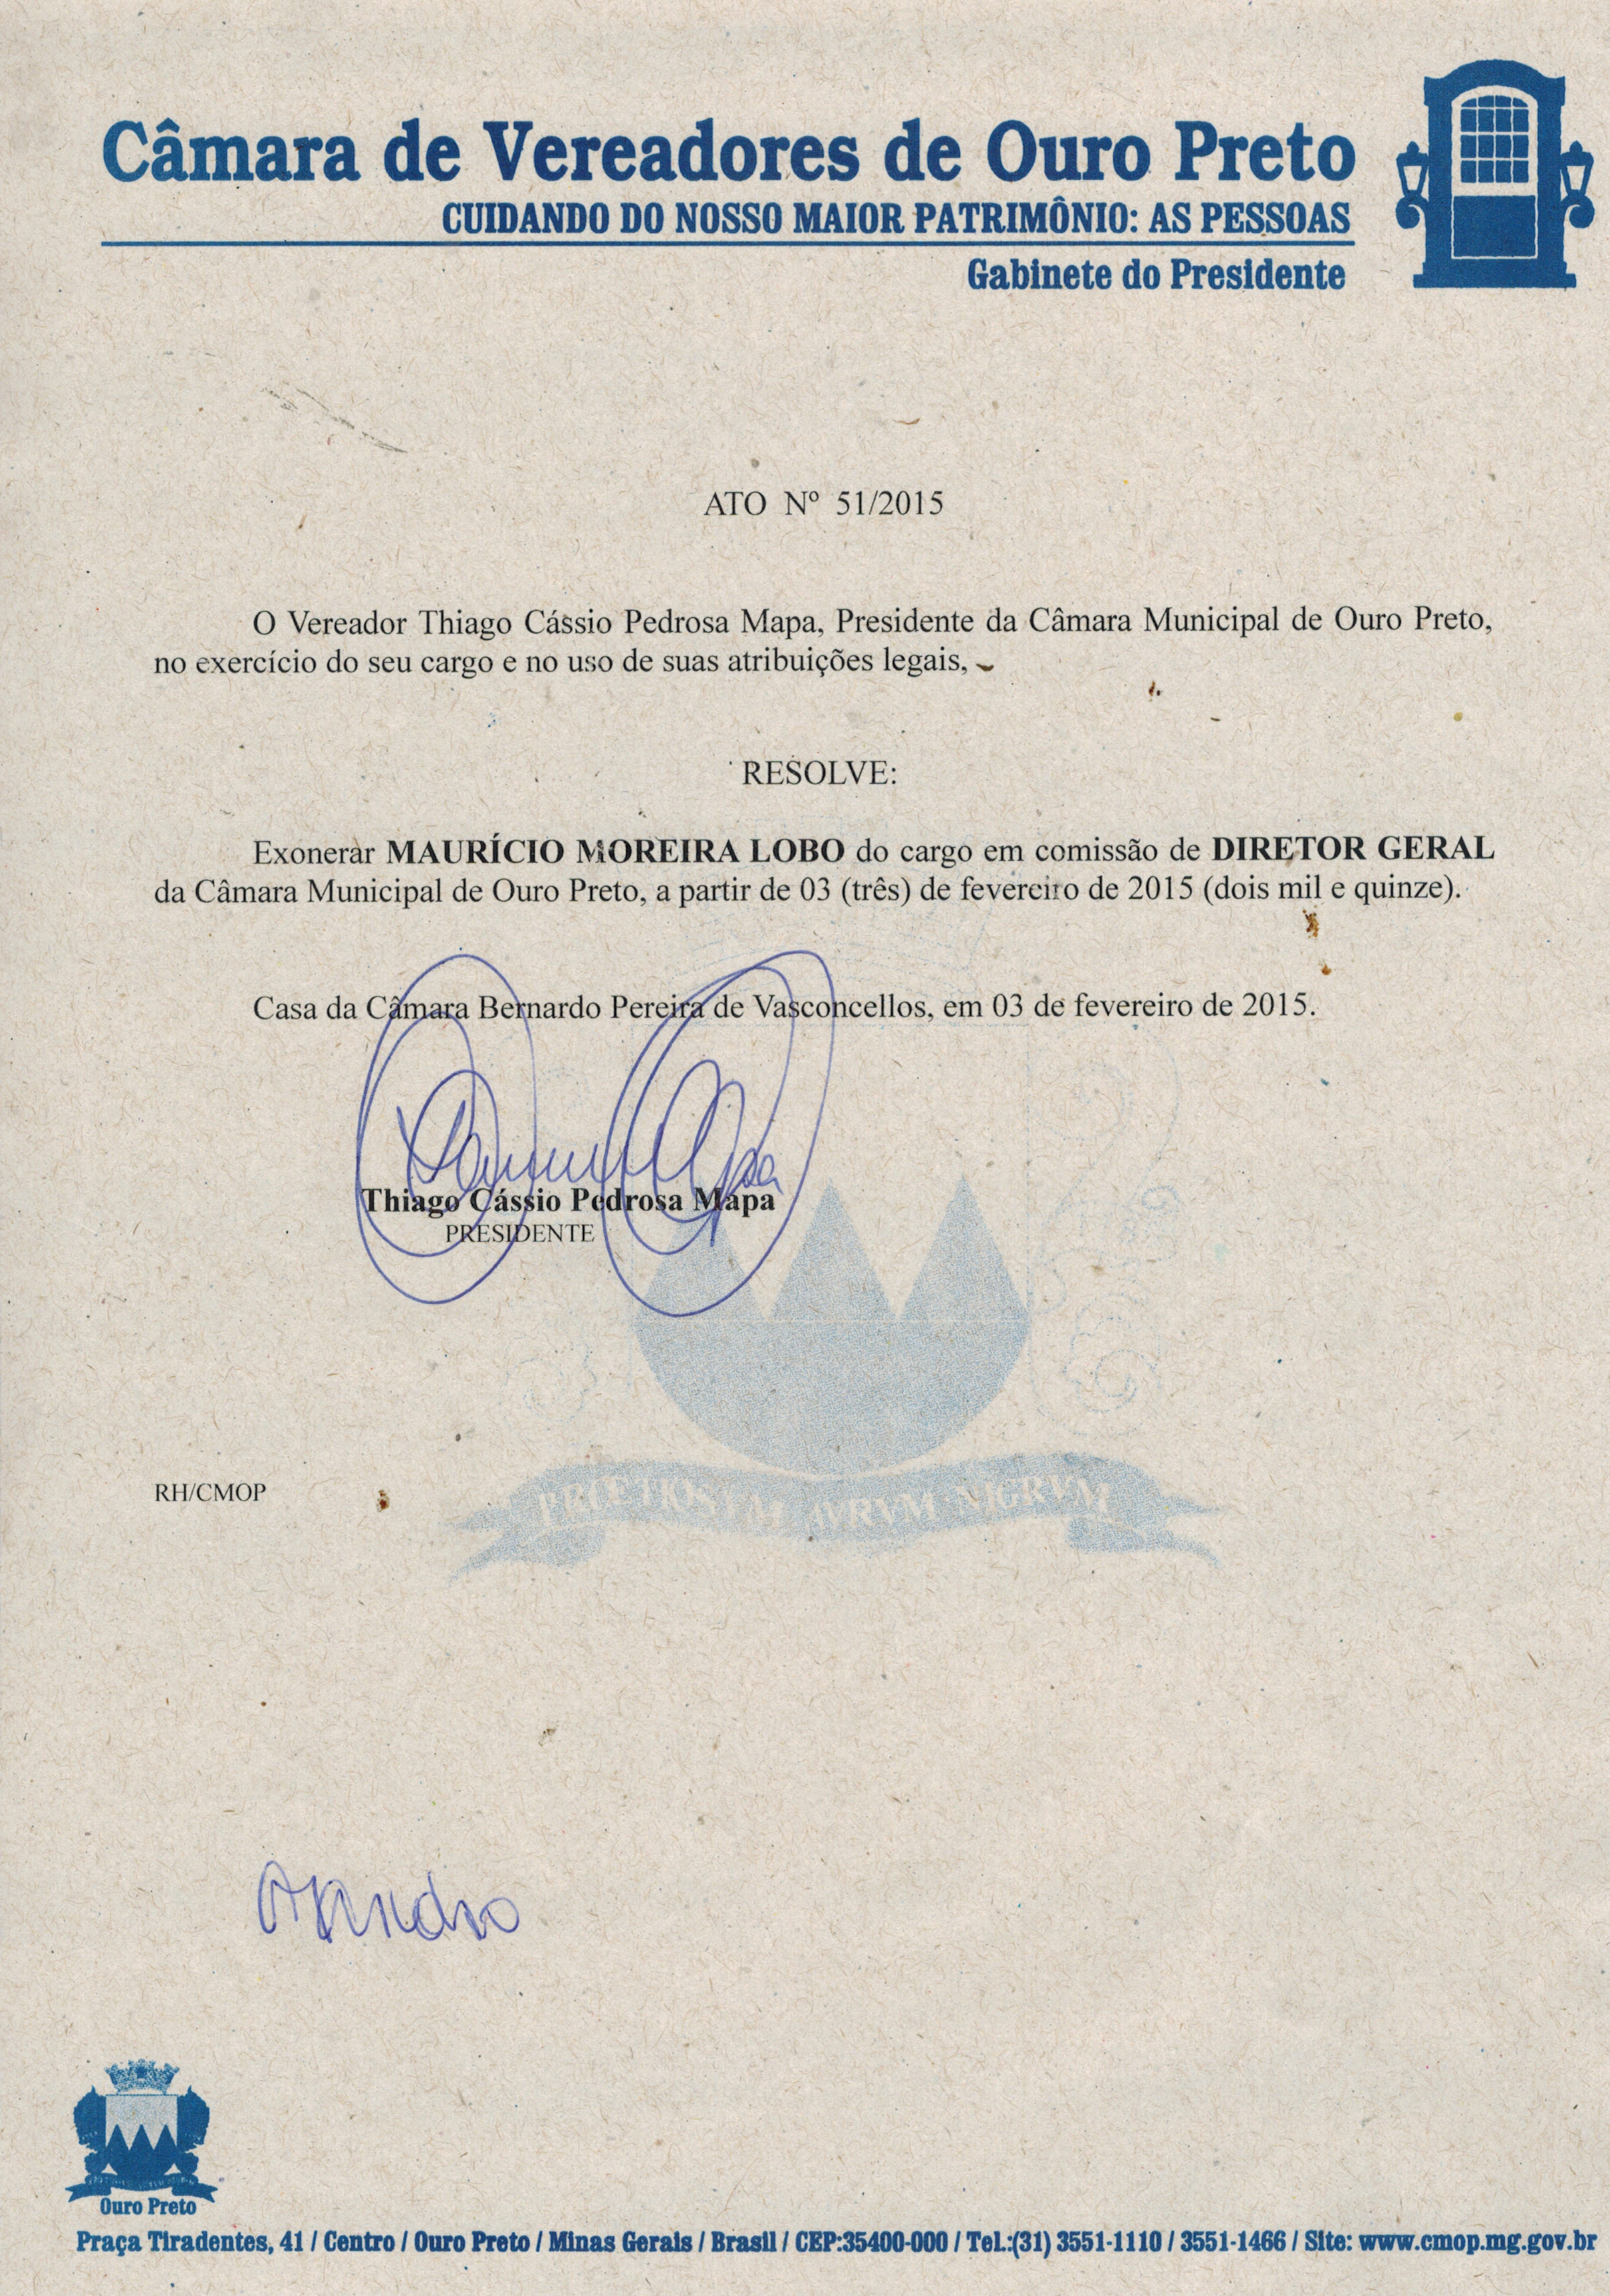 Câmara de Vereadores de Ouro Preto
CUIDANDO DO NOSSO MAIOR PATRIMÔNIO: AS PESSOAS
Gabinete do Presidente
ATO Nº 51/2015
O Vereador Thiago Cássio Pedrosa Mapa, Presidente da Câmara Municipal de Ouro Preto,
no exercício do seu cargo e no uso de suas atribuições legais,
RESOLVE:
Exonerar MAURÍCIO MOREIRA LOBO do cargo em comissão de DIRETOR GERAL
da Câmara Municipal de Ouro Preto, a partir de 03 (três) de fevereiro de 2015 (dois mil e quinze).
Casa da Câmara Bernardo Pereira de Vasconcellos, em 03 de fevereiro de 2015.
Thiago Cássio Pedrosa Mapa
PRESIDENTE
RH/CMOP
AVRVM NIGRVM
Ouro Preto
Praça Tiradentes, 41 / Centro / Ouro Preto / Minas Gerais / Brasil / CEP:35400-000 / Tel.:(31) 3551-1110 / 3551-1466 / Site: www.cmop.mg.gov.br